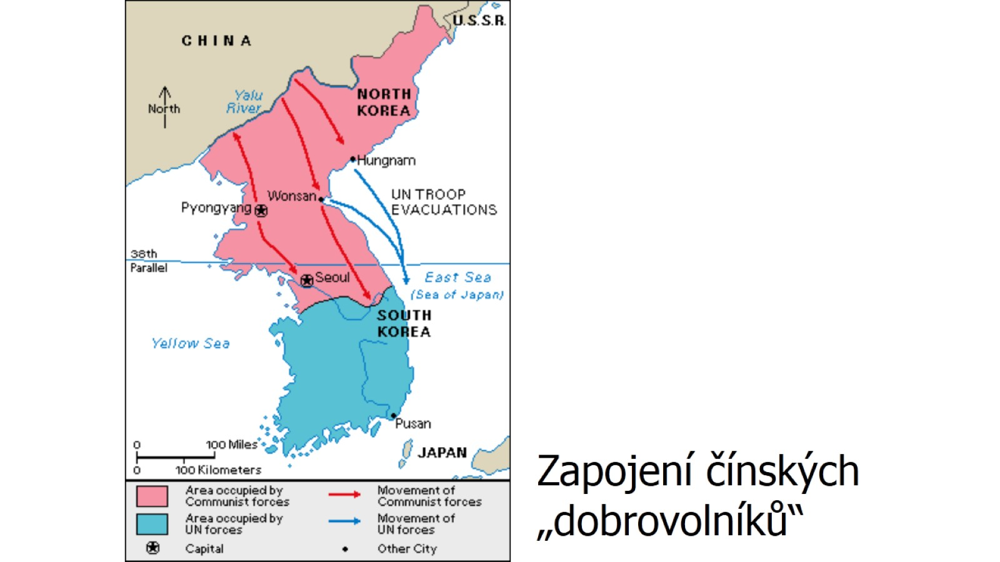 U.S.S.R.
CHINA
Yalu
River
North
NORTH
KOREA
Hungnam
Wonsan
UN TROOP
EVACUATIONS
Pyongyang
38th
Parallel
Seoul
East Sea
(Sea of Japan)
SOUTH
KOREA
Yellow Sea
Pusan
0 100 Miles
0 100 Kilometers
JAPAN
Area occupied by
Communist forces
Movement of
Communist forces
Area occupied by
UN forces
Movement of
UN forces
Capital
Other City
Zapojení čínských
„dobrovolníků“